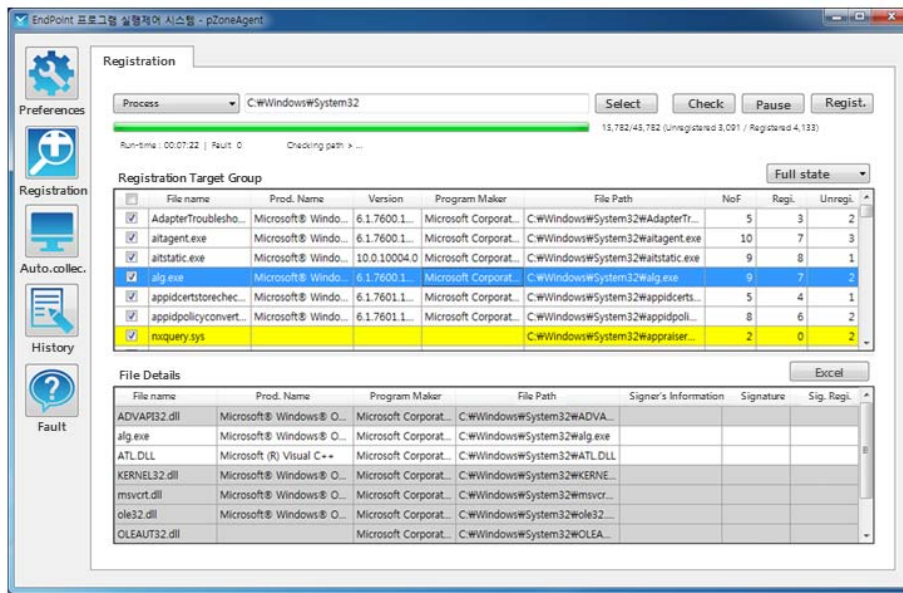 EndPoint 프로그램 실행제어 시스템 - pZoneAgent
Preferences
Registration
Auto.collec.
History
Fault
Registration
Process C:₩Windows₩System32 Select Check Pause Regist.
15,782/45,782 (Unregistered 3,091 / Registered 4,133)
Run-time : 00:07:22 | Fault 0 Checking path > ...
Registration Target Group Full state
File name Prod. Name Version Program Maker File Path NoF Regi. Unregi.
AdapterTroublesho... Microsoft® Windo... 6.1.7600.1... Microsoft Corporat... C:₩Windows₩System32₩AdapterTr... 5 3 2
aitagent.exe Microsoft® Windo... 6.1.7600.1... Microsoft Corporat... C:₩Windows₩System32₩aitagent.exe 10 7 3
aitstatic.exe Microsoft® Windo... 10.0.10004.0 Microsoft Corporat... C:₩Windows₩System32₩aitstatic.exe 9 8 1
alg.exe Microsoft® Windo... 6.1.7600.1... Microsoft Corporat... C:₩Windows₩System32₩alg.exe 9 7 2
appidcertstorechec... Microsoft® Windo... 6.1.7601.1... Microsoft Corporat... C:₩Windows₩System32₩appidcerts... 5 4 1
appidpolicyconvert... Microsoft® Windo... 6.1.7601.1... Microsoft Corporat... C:₩Windows₩System32₩appidpoli... 8 6 2
nxquery.sys C:₩Windows₩System32₩appraiser... 2 0 2
File Details Excel
File name Prod. Name Program Maker File Path Signer's Information Signature Sig. Regi.
ADVAPI32.dll Microsoft® Windows® O... Microsoft Corporat... C:₩Windows₩System32₩ADVA...
alg.exe Microsoft® Windows® O... Microsoft Corporat... C:₩Windows₩System32₩alg.exe
ATL.DLL Microsoft (R) Visual C++ Microsoft Corporat... C:₩Windows₩System32₩ATL.DLL
KERNEL32.dll Microsoft® Windows® O... Microsoft Corporat... C:₩Windows₩System32₩KERNE...
msvcrt.dll Microsoft® Windows® O... Microsoft Corporat... C:₩Windows₩System32₩msvcr...
ole32.dll Microsoft® Windows® O... Microsoft Corporat... C:₩Windows₩System32₩ole32....
OLEAUT32.dll Microsoft Corporat... C:₩Windows₩System32₩OLEA...